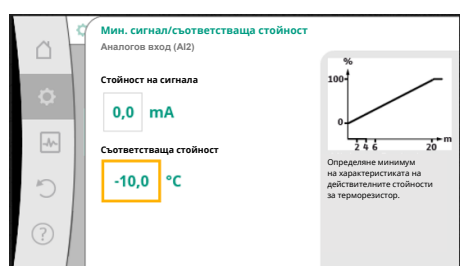 Мин. сигнал/съответстваща стойност
Аналогов вход (AI2)
Стойност на сигнала
0,0 mA
Съответстваща стойност
-10,0 °C
%
100
0
2 4 6 20
m
Определяне минимум
на характеристиката на
действителните стойности
за терморезистор.